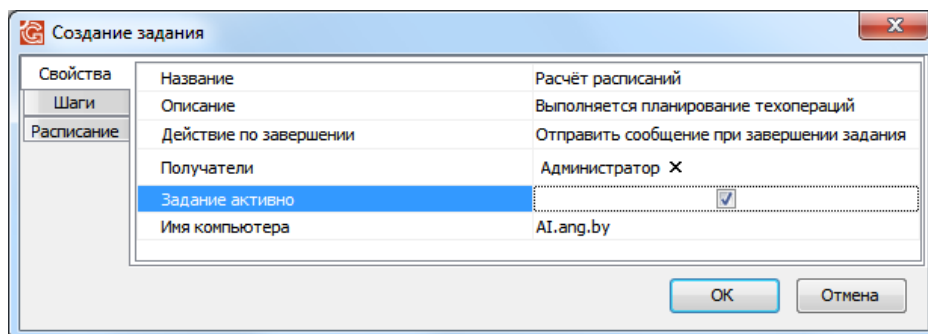 Создание задания
Свойства
Шаги
Расписание
Название Расчёт расписаний
Описание Выполняется планирование техопераций
Действие по завершении Отправить сообщение при завершении задания
Получатели Администратор ✕
Задание активно
Имя компьютера AI.ang.by
ОК Отмена